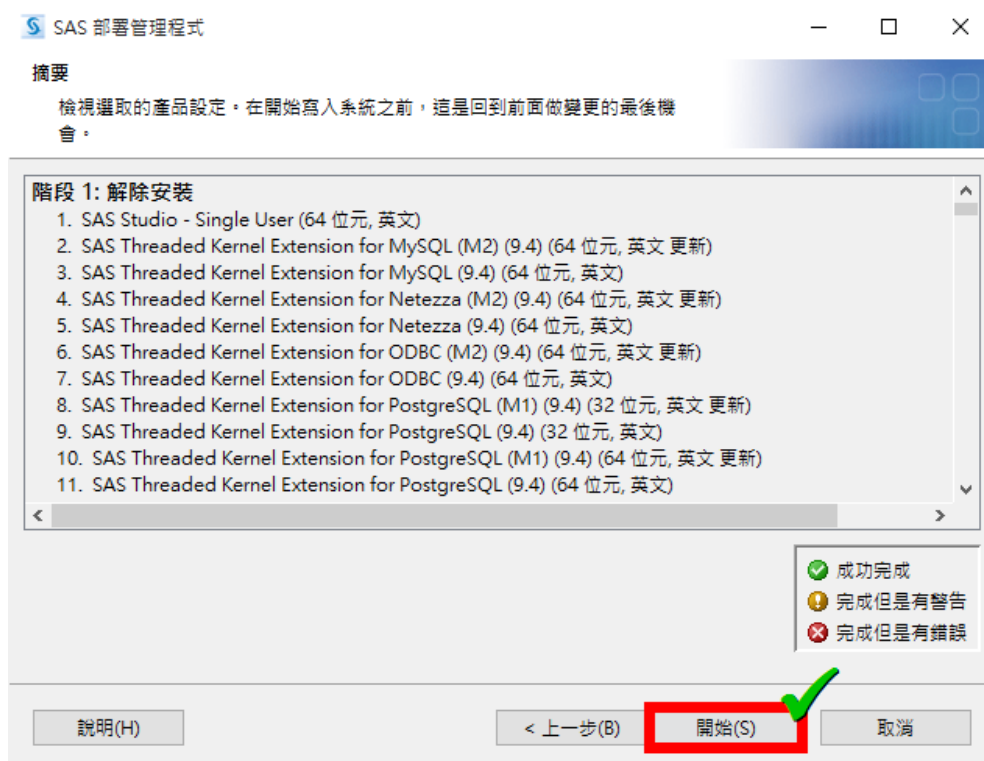 SAS 部署管理程式
摘要
檢視選取的產品設定。在開始寫入系統之前，這是回到前面做變更的最後機
會。
階段 1: 解除安裝
1. SAS Studio - Single User (64 位元, 英文)
2. SAS Threaded Kernel Extension for MySQL (M2) (9.4) (64 位元, 英文 更新)
3. SAS Threaded Kernel Extension for MySQL (9.4) (64 位元, 英文)
4. SAS Threaded Kernel Extension for Netezza (M2) (9.4) (64 位元, 英文 更新)
5. SAS Threaded Kernel Extension for Netezza (9.4) (64 位元, 英文)
6. SAS Threaded Kernel Extension for ODBC (M2) (9.4) (64 位元, 英文 更新)
7. SAS Threaded Kernel Extension for ODBC (9.4) (64 位元, 英文)
8. SAS Threaded Kernel Extension for PostgreSQL (M1) (9.4) (32 位元, 英文 更新)
9. SAS Threaded Kernel Extension for PostgreSQL (9.4) (32 位元, 英文)
10. SAS Threaded Kernel Extension for PostgreSQL (M1) (9.4) (64 位元, 英文 更新)
11. SAS Threaded Kernel Extension for PostgreSQL (9.4) (64 位元, 英文)
成功完成
完成但是有警告
完成但是有錯誤
說明(H)
< 上一步(B)
開始(S)
取消